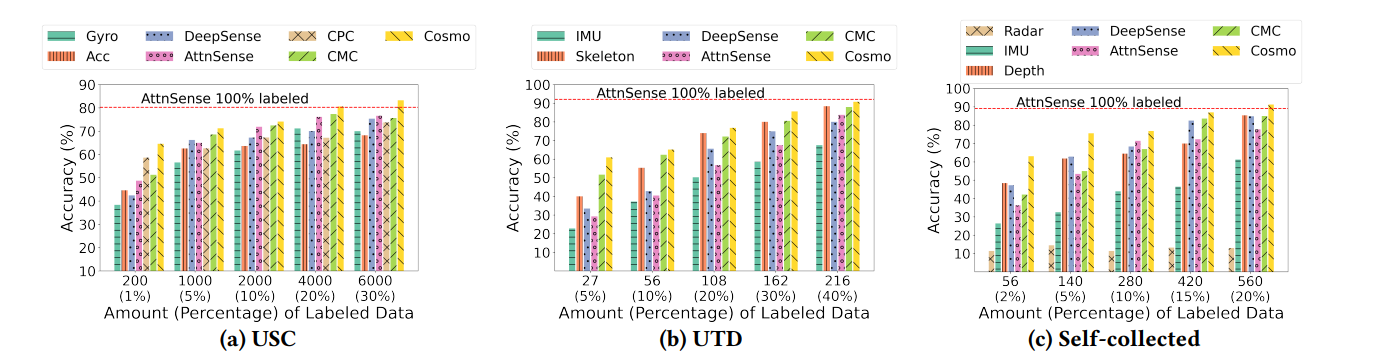 Gyro DeepSense CPC Cosmo
Acc AttnSense CMC
Accuracy (%)
90
80
70
60
50
40
30
20
10
AttnSense 100% labeled
200 1000 2000 4000 6000
(1%) (5%) (10%) (20%) (30%)
Amount (Percentage) of Labeled Data
(a) USC
IMU DeepSense CMC
Skeleton AttnSense Cosmo
Accuracy (%)
100
90
80
70
60
50
40
30
20
10
AttnSense 100% labeled
27 56 108 162 216
(5%) (10%) (20%) (30%) (40%)
Amount (Percentage) of Labeled Data
(b) UTD
Radar DeepSense CMC
IMU AttnSense Cosmo
Depth
Accuracy (%)
100
90
80
70
60
50
40
30
20
10
AttnSense 100% labeled
56 140 280 420 560
(2%) (5%) (10%) (15%) (20%)
Amount (Percentage) of Labeled Data
(c) Self-collected